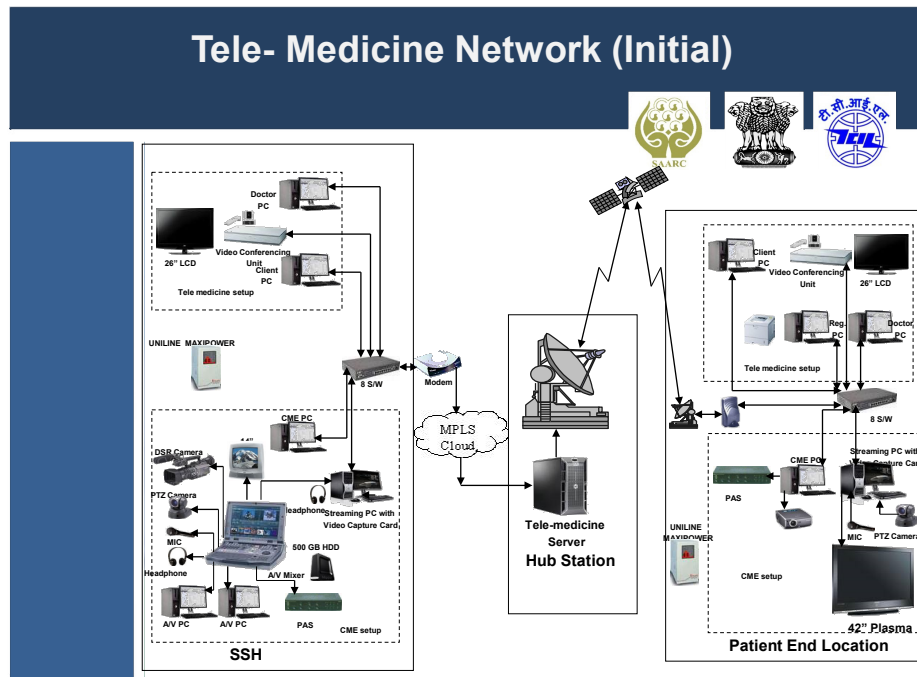 Tele- Medicine Network (Initial)
SAARC
टी.सी.आई.एल.
TCIL
Doctor
PC
26” LCD
Video Conferencing
Unit
Client
PC
Tele medicine setup
UNILINE MAXIPOWER
8 S/W
Modem
MPLS
Cloud
CME PC
DSR Camera
PTZ Camera
MIC
Headphone
Headphone
Streaming PC with
Video Capture Card
500 GB HDD
A/V Mixer
A/V PC
A/V PC
PAS
CME setup
SSH
Tele-medicine
Server
Hub Station
Client
PC
Video Conferencing
Unit
26” LCD
Reg.
PC
Doctor
PC
Tele medicine setup
8 S/W
CME PC
Streaming PC with
Video Capture Card
PAS
MIC
PTZ Camera
UNILINE
MAXIPOWER
CME setup
42” Plasma
Patient End Location